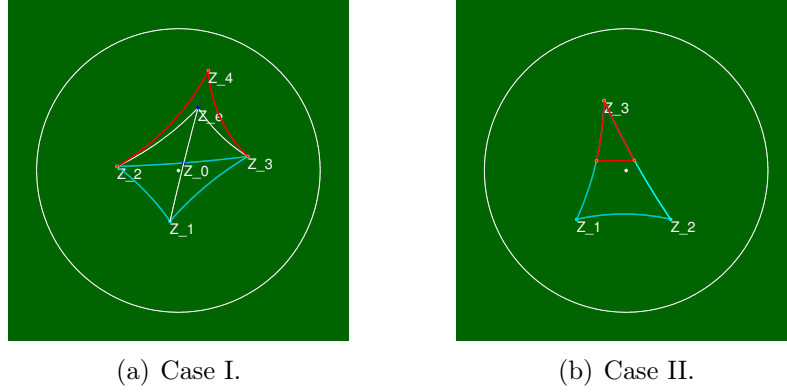 Z_4
Z_e
Z_2
Z_0
Z_3
Z_1
Z_3
Z_1
Z_2
(a) Case I.
(b) Case II.